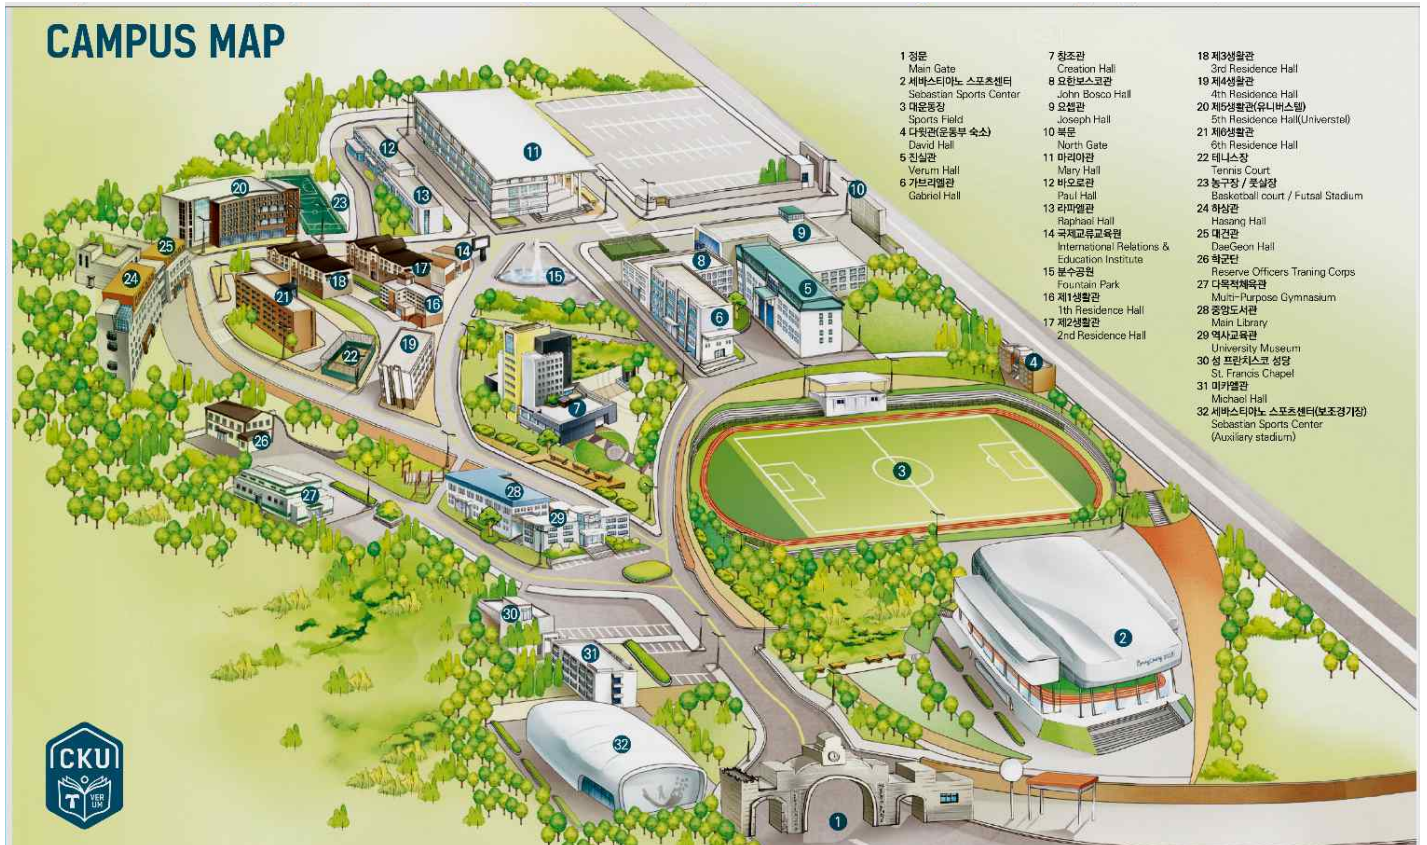 CAMPUS MAP
1 정문
Main Gate
2 세바스티아노 스포츠센터
Sebastian Sports Center
3 대운동장
Sports Field
4 다윗관(운동부 숙소)
David Hall
5 진실관
Verum Hall
6 가브리엘관
Gabriel Hall
7 창조관
Creation Hall
8 요한보스코관
John Bosco Hall
9 요셉관
Joseph Hall
10 북문
North Gate
11 마리아관
Mary Hall
12 바오로관
Paul Hall
13 라파엘관
Raphael Hall
14 국제교류교육원
International Relations &
Education Institute
15 분수공원
Fountain Park
16 제1생활관
1th Residence Hall
17 제2생활관
2nd Residence Hall
18 제3생활관
3rd Residence Hall
19 제4생활관
4th Residence Hall
20 제5생활관(유니버스텔)
5th Residence Hall(Universtel)
21 제6생활관
6th Residence Hall
22 테니스장
Tennis Court
23 농구장 / 풋살장
Basketball court / Futsal Stadium
24 하상관
Hasang Hall
25 대건관
DaeGeon Hall
26 학군단
Reserve Officers Traning Corps
27 다목적체육관
Multi-Purpose Gymnasium
28 중앙도서관
Main Library
29 역사교육관
University Museum
30 성 프란치스코 성당
St. Francis Chapel
31 미카엘관
Michael Hall
32 세바스티아노 스포츠센터(보조경기장)
Sebastian Sports Center
(Auxiliary stadium)
12
11
20
23
13
10
25
14
9
18
17
8
24
15
5
21
16
6
19
22
4
7
26
3
28
27
29
30
2
31
32
1
CKU
VER
UM